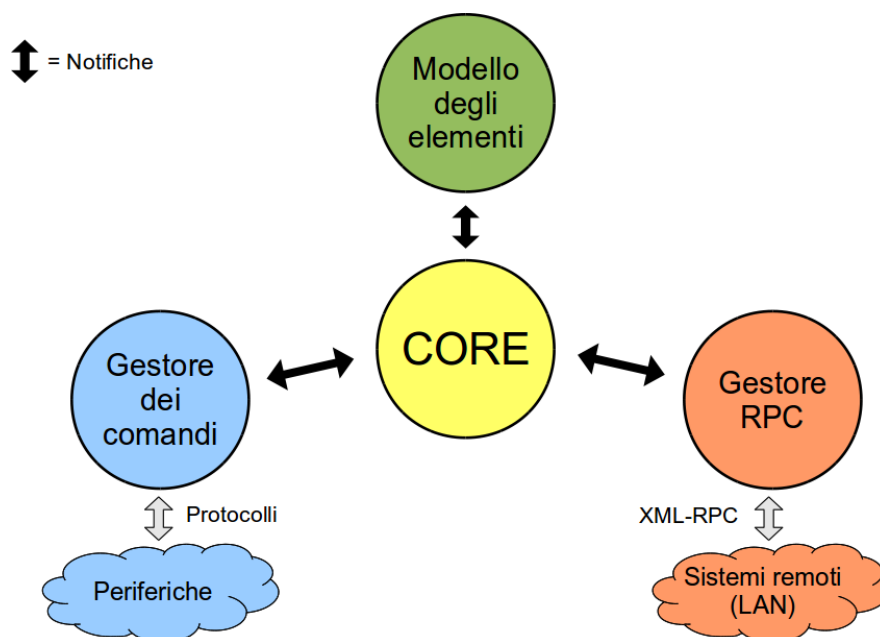 = Notifiche
Modello
degli
elementi
CORE
Gestore
dei
comandi
Gestore
RPC
Protocolli
XML-RPC
Periferiche
Sistemi remoti
(LAN)